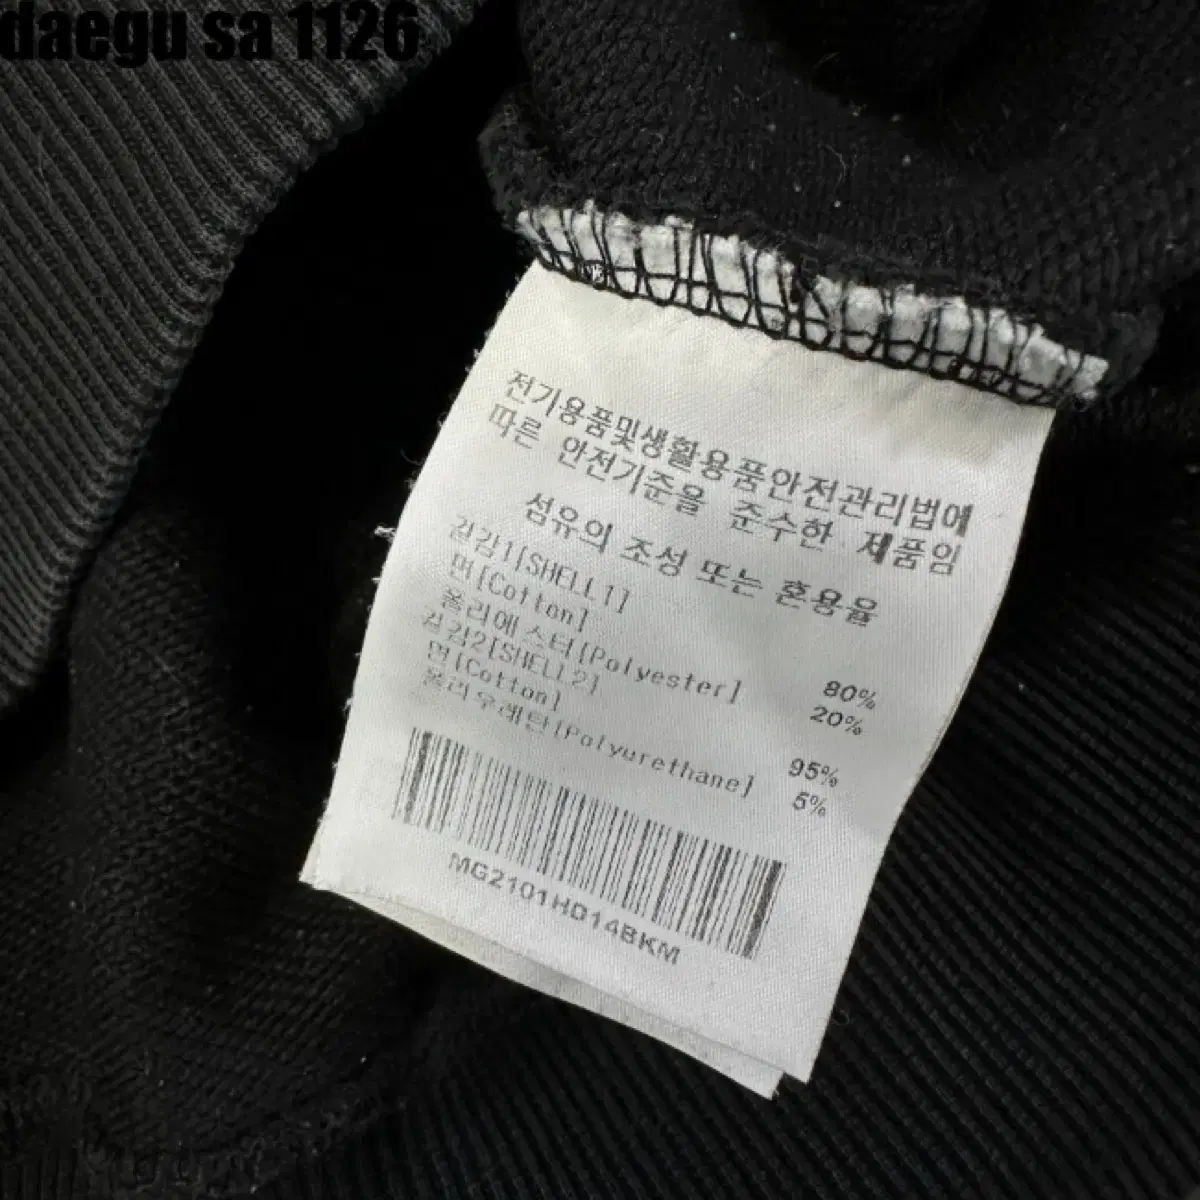 daegu sa 1126
전기용품및생활용품안전관리법에
따른 안전기준을 준수한 제품임
섬유의 조성 또는 혼용율
겉감1[SHELL1]
면[Cotton] 80%
폴리에스터[Polyester] 20%
겉감2[SHELL2]
면[Cotton] 95%
폴리우레탄[Polyurethane] 5%
MG2101HD14BKM